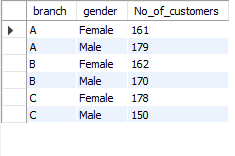 branch gender No_of_customers
A Female 161
A Male 179
B Female 162
B Male 170
C Female 178
C Male 150